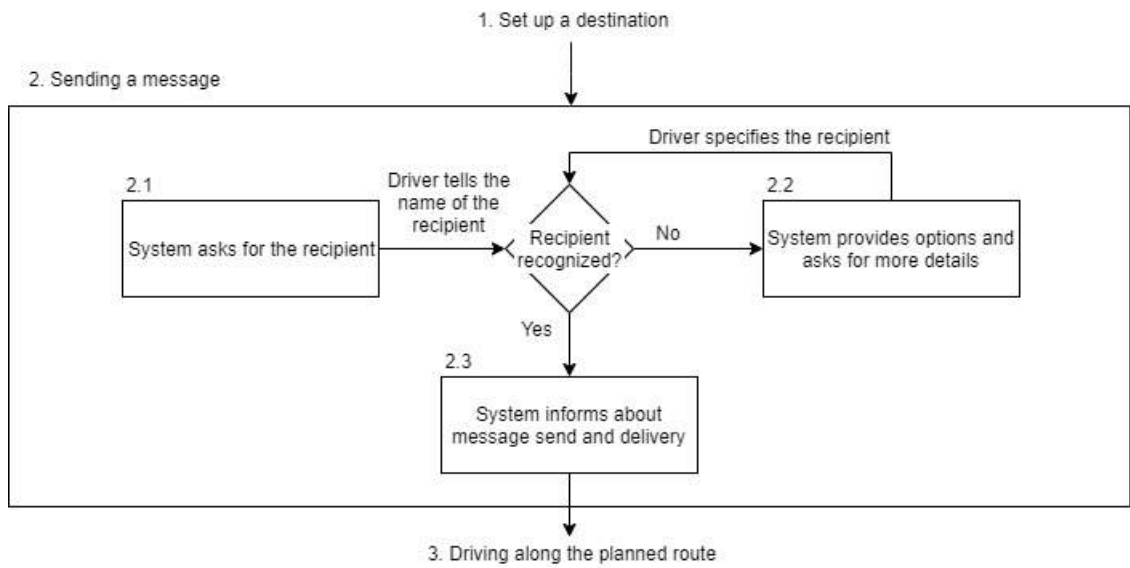 1. Set up a destination
2. Sending a message
Driver specifies the recipient
2.1
System asks for the recipient
Driver tells the
name of the
recipient
Recipient
recognized?
No
2.2
System provides options and
asks for more details
Yes
2.3
System informs about
message send and delivery
3. Driving along the planned route